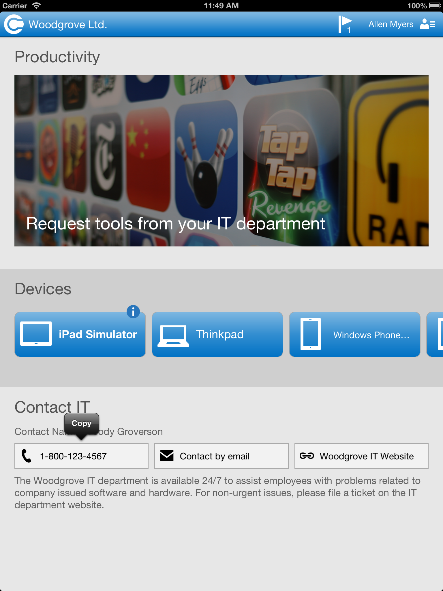 Carrier 11:49 AM 100%
Woodgrove Ltd. 1 Allen Myers
Productivity
Eff!
TAP
TAP
Revenge
RAD
Request tools from your IT department
Devices
iPad Simulator
Thinkpad
Windows Phone...
Contact IT
Copy
Contact Na ody Groverson
1-800-123-4567
Contact by email
Woodgrove IT Website
The Woodgrove IT department is available 24/7 to assist employees with problems related to
company issued software and hardware. For non-urgent issues, please file a ticket on the IT
department website.